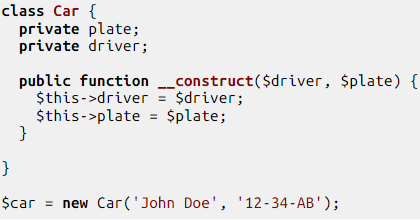 class Car {
  private plate;
  private driver;

  public function __construct($driver, $plate) {
    $this->driver = $driver;
    $this->plate = $plate;
  }

}

$car = new Car('John Doe', '12-34-AB');